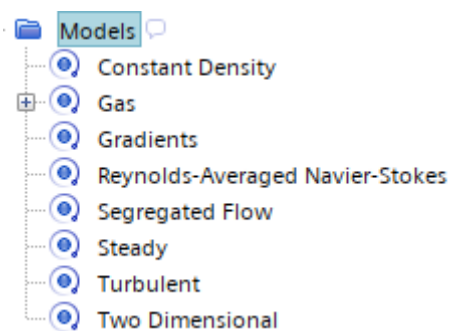 Models
Constant Density
Gas
Gradients
Reynolds-Averaged Navier-Stokes
Segregated Flow
Steady
Turbulent
Two Dimensional